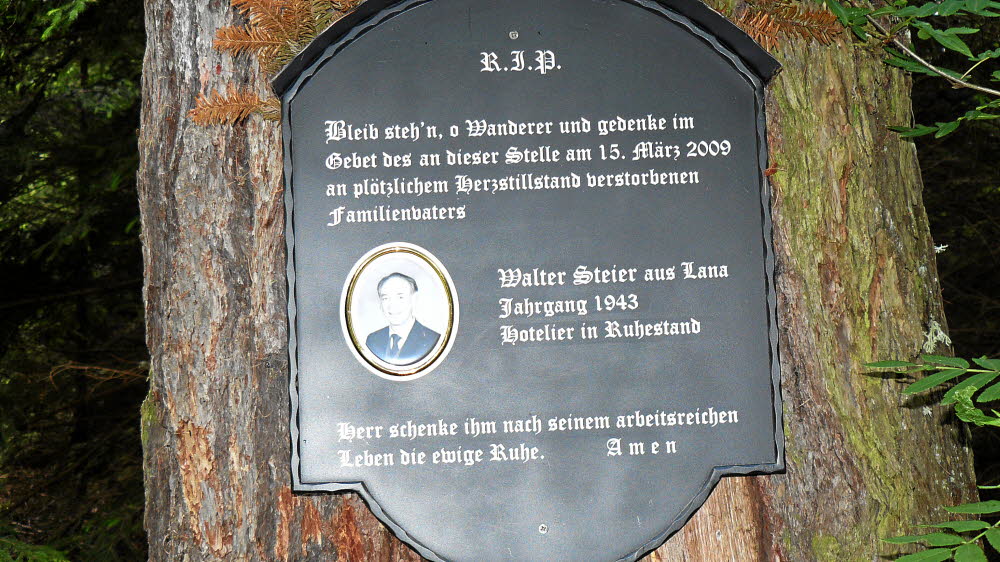 R.I.P.
Bleib steh'n, o Wanderer und gedenke im
Gebet des an dieser Stelle am 15. März 2009
an plötzlichem Herzstillstand verstorbenen
Familienvaters
Walter Steier aus Lana
Jahrgang 1943
Hotelier in Ruhestand
Herr schenke ihm nach seinem arbeitsreichen
Leben die ewige Ruhe. Amen